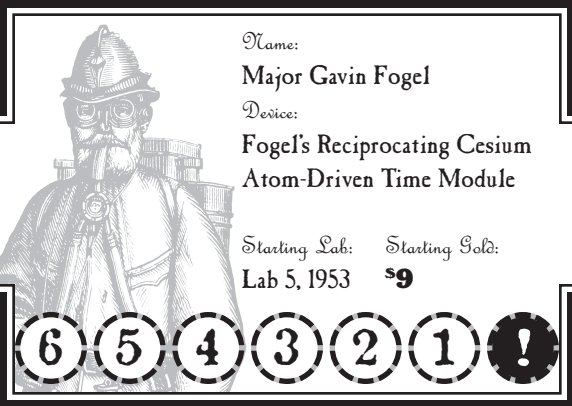 Name:
Major Gavin Fogel
Device:
Fogel's Reciprocating Cesium
Atom-Driven Time Module
Starting Lab: Starting Gold:
Lab 5, 1953 $9
6 5 4 3 2 1 !